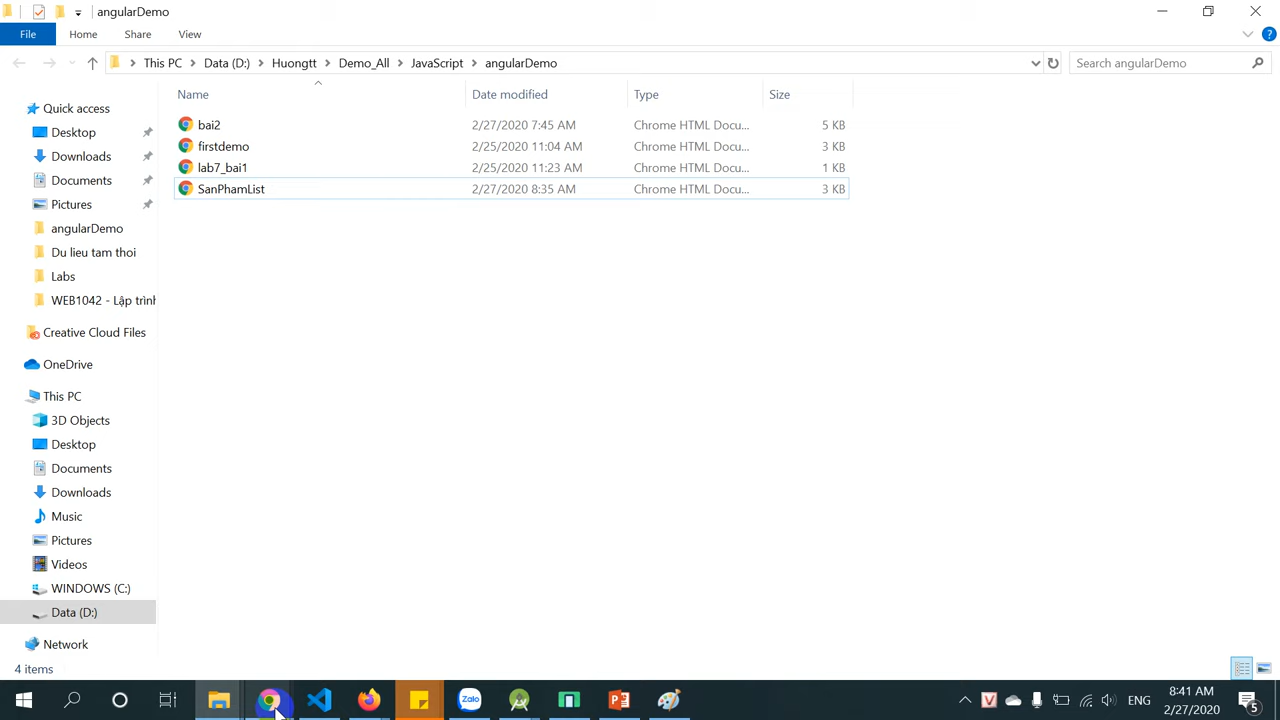 angularDemo
File Home Share View
This PC Data (D:) Huongtt Demo_All JavaScript angularDemo
Search angularDemo
Name Date modified Type Size
bai2 2/27/2020 7:45 AM Chrome HTML Docu... 5 KB
firstdemo 2/25/2020 11:04 AM Chrome HTML Docu... 3 KB
lab7_bai1 2/25/2020 11:23 AM Chrome HTML Docu... 1 KB
SanPhamList 2/27/2020 8:35 AM Chrome HTML Docu... 3 KB
Quick access
Desktop
Downloads
Documents
Pictures
angularDemo
Du lieu tam thoi
Labs
WEB1042 - Lập trình
Creative Cloud Files
OneDrive
This PC
3D Objects
Desktop
Documents
Downloads
Music
Pictures
Videos
WINDOWS (C:)
Data (D:)
Network
4 items
Zalo
ENG
8:41 AM
2/27/2020
5